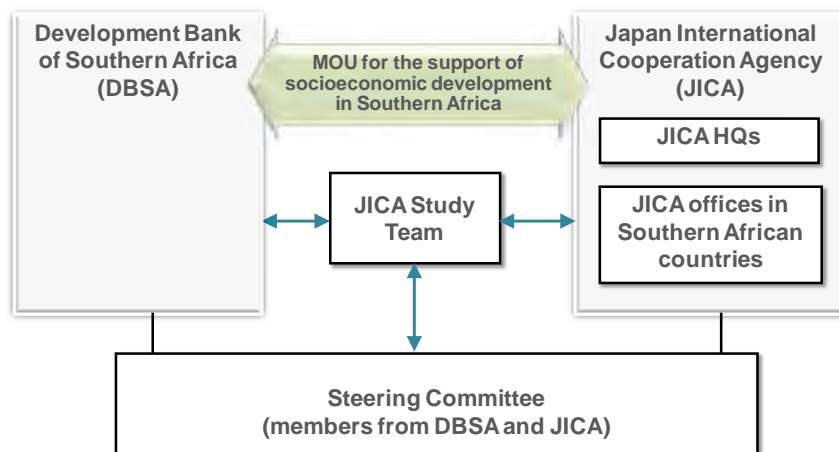 Development Bank
of Southern Africa
(DBSA)
MOU for the support of
socioeconomic development
in Southern Africa
Japan International
Cooperation Agency
(JICA)
JICA HQs
JICA offices in
Southern African
countries
JICA Study
Team
Steering Committee
(members from DBSA and JICA)